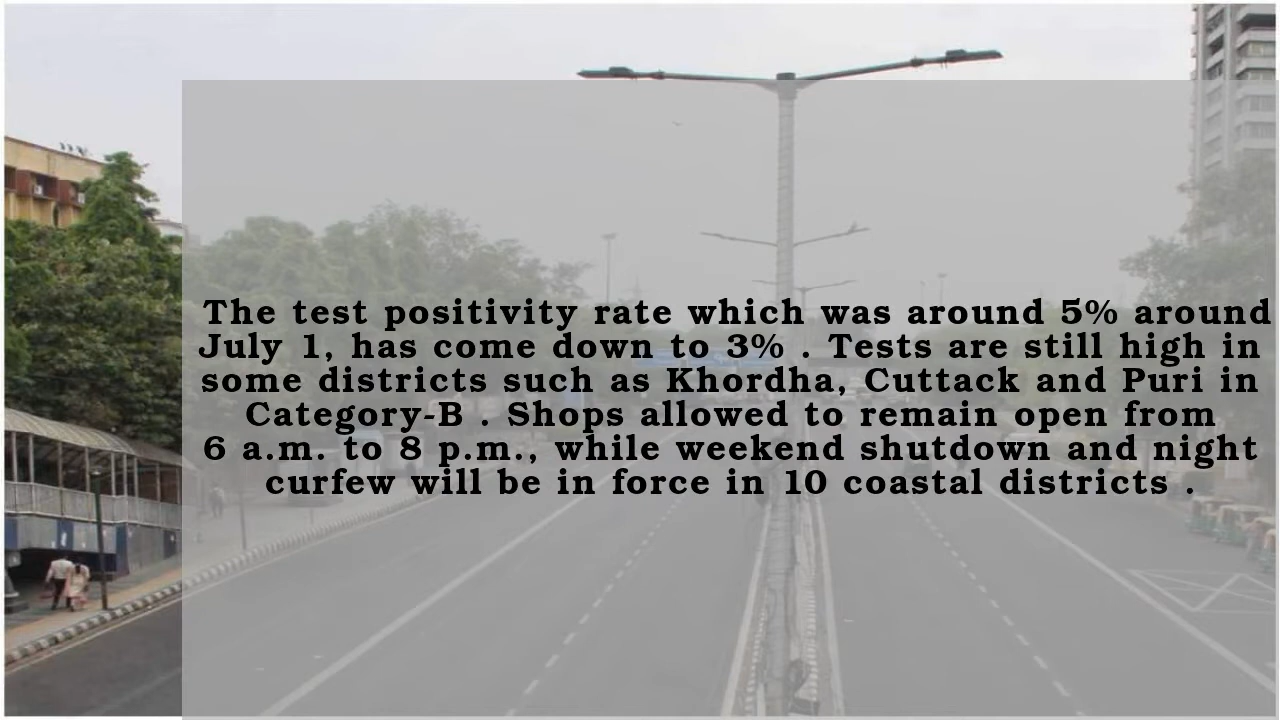 The test positivity rate which was around 5% around
July 1, has come down to 3% . Tests are still high in
some districts such as Khordha, Cuttack and Puri in
Category-B . Shops allowed to remain open from
6 a.m. to 8 p.m., while weekend shutdown and night
curfew will be in force in 10 coastal districts .